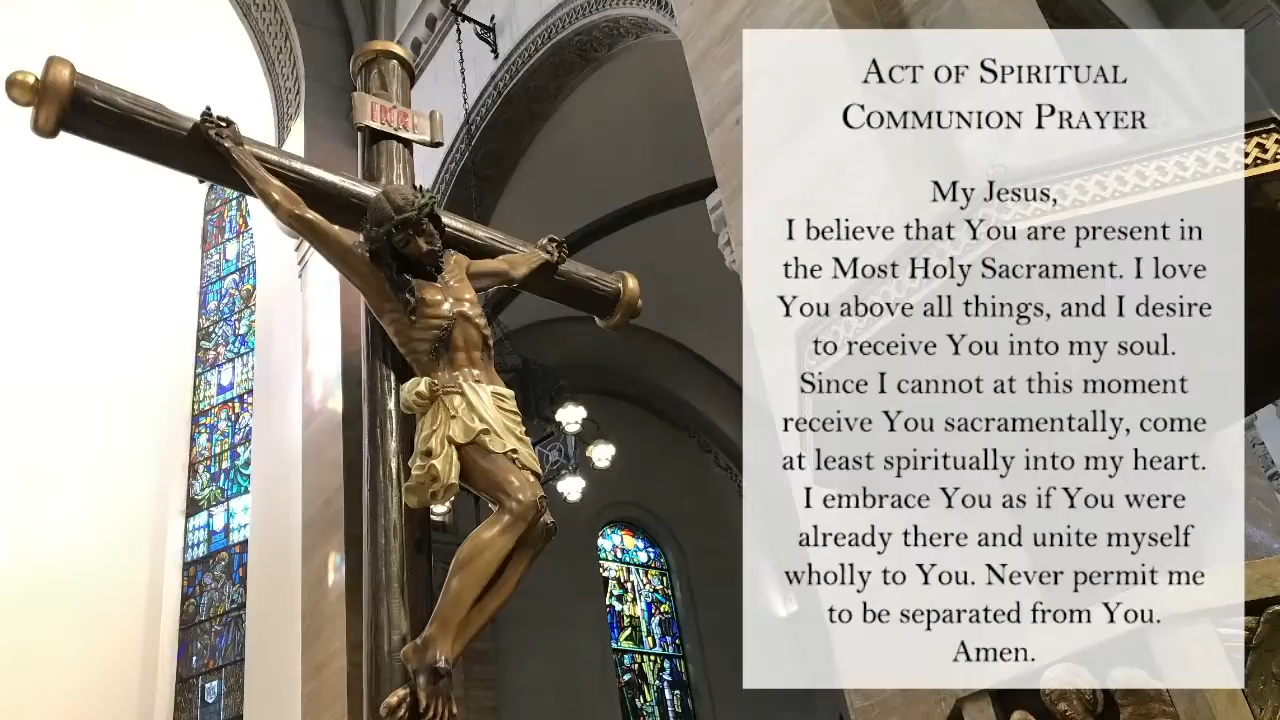 INRI
ACT OF SPIRITUAL
COMMUNION PRAYER
My Jesus,
I believe that You are present in
the Most Holy Sacrament. I love
You above all things, and I desire
to receive You into my soul.
Since I cannot at this moment
receive You sacramentally, come
at least spiritually into my heart.
I embrace You as if You were
already there and unite myself
wholly to You. Never permit me
to be separated from You.
Amen.